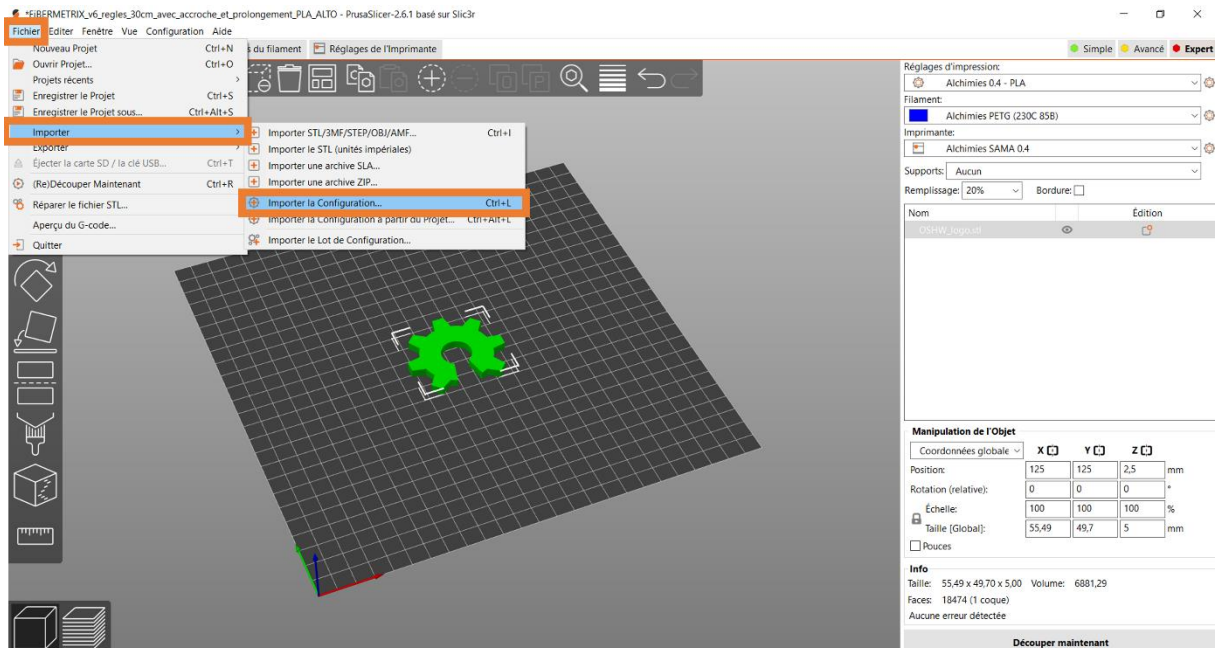 *FiBERMETRIX_v6_regles_30cm_avec_accroche_et_prolongement_PLA_ALTO - PrusaSlicer-2.6.1 basé sur Slic3r
Fichier Editer Fenêtre Vue Configuration Aide
Nouveau Projet Ctrl+N
Ouvrir Projet... Ctrl+O
Projets récents
Enregistrer le Projet Ctrl+S
Enregistrer le Projet sous... Ctrl+Alt+S
Importer
Exporter
Éjecter la carte SD / la clé USB... Ctrl+T
(Re)Découper Maintenant Ctrl+R
Réparer le fichier STL...
Aperçu du G-code...
Quitter
Importer STL/3MF/STEP/OBJ/AMF... Ctrl+I
Importer le STL (unités impériales)
Importer une archive SLA...
Importer une archive ZIP...
Importer la Configuration... Ctrl+L
Importer la Configuration à partir du Projet... Ctrl+Alt+L
Importer le Lot de Configuration...
du filament Réglages de l'Imprimante
Simple Avancé Expert
Réglages d'impression:
Alchimies 0.4 - PLA
Filament:
Alchimies PETG (230C 85B)
Imprimante:
Alchimies SAMA 0.4
Supports: Aucun
Remplissage: 20% Bordure:
Nom Édition
OSHW_logo.stl
Manipulation de l'Objet
Coordonnées globale X Y Z
Position: 125 125 2,5 mm
Rotation (relative): 0 0 0 °
Échelle: 100 100 100 %
Taille [Global]: 55,49 49,7 5 mm
Pouces
Info
Taille: 55,49 x 49,70 x 5,00 Volume: 6881,29
Faces: 18474 (1 coque)
Aucune erreur détectée
Découper maintenant